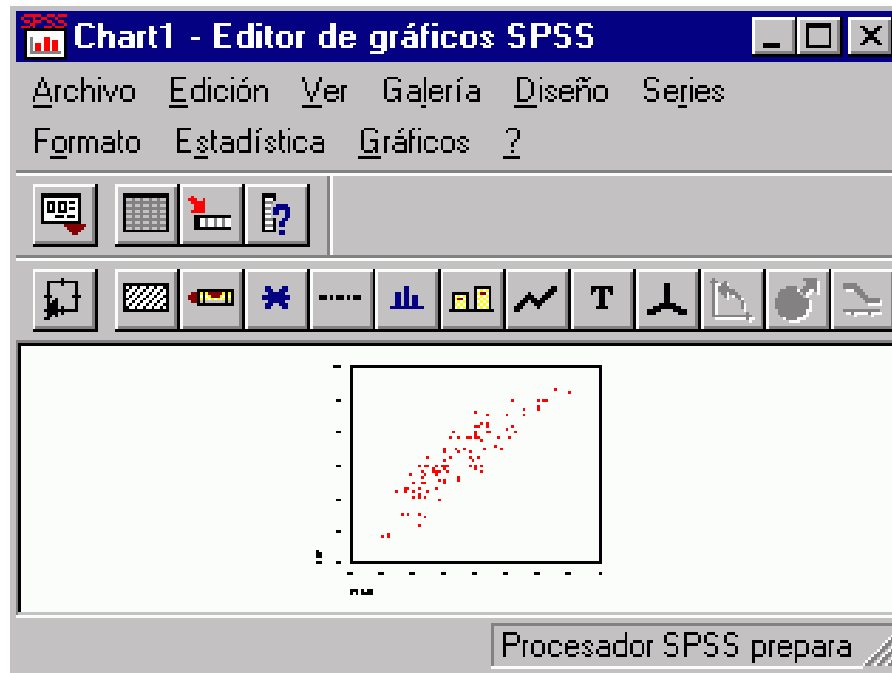 SPSS Chart1 - Editor de gráficos SPSS
Archivo Edición Ver Galería Diseño Series
Formato Estadística Gráficos ?
?
T
Procesador SPSS prepara